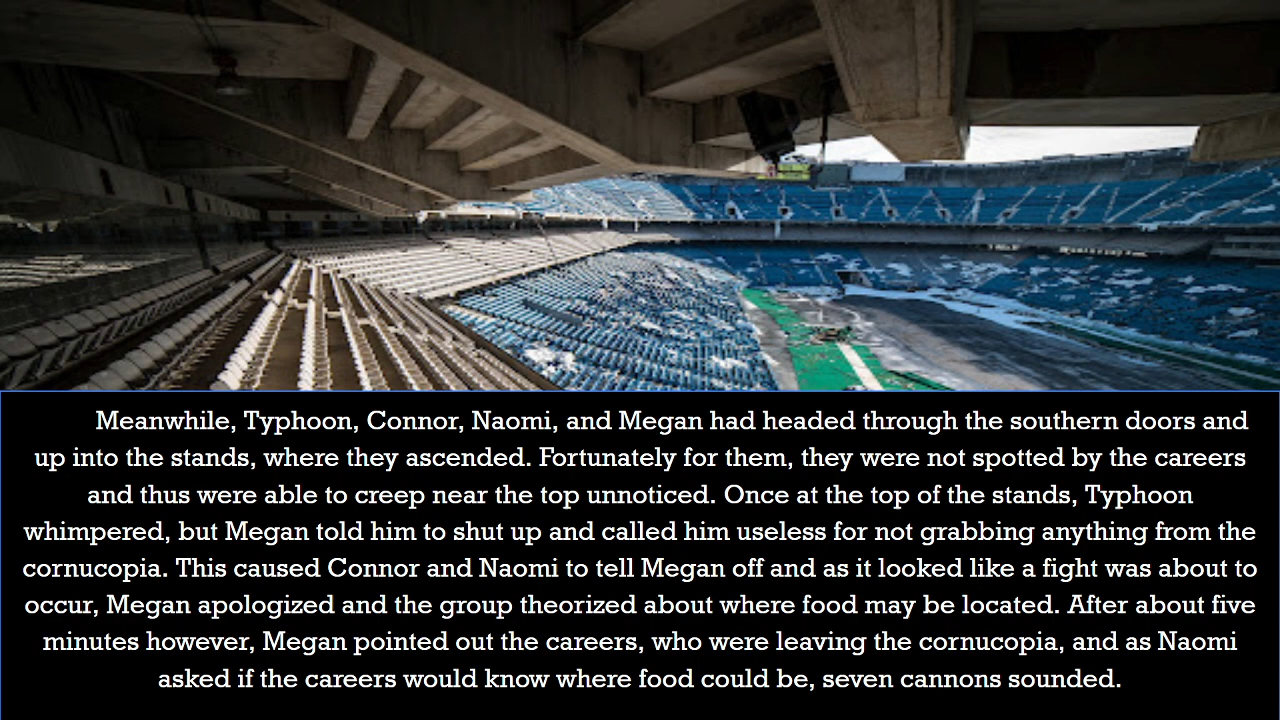 Meanwhile, Typhoon, Connor, Naomi, and Megan had headed through the southern doors and
up into the stands, where they ascended. Fortunately for them, they were not spotted by the careers
and thus were able to creep near the top unnoticed. Once at the top of the stands, Typhoon
whimpered, but Megan told him to shut up and called him useless for not grabbing anything from the
cornucopia. This caused Connor and Naomi to tell Megan off and as it looked like a fight was about to
occur, Megan apologized and the group theorized about where food may be located. After about five
minutes however, Megan pointed out the careers, who were leaving the cornucopia, and as Naomi
asked if the careers would know where food could be, seven cannons sounded.